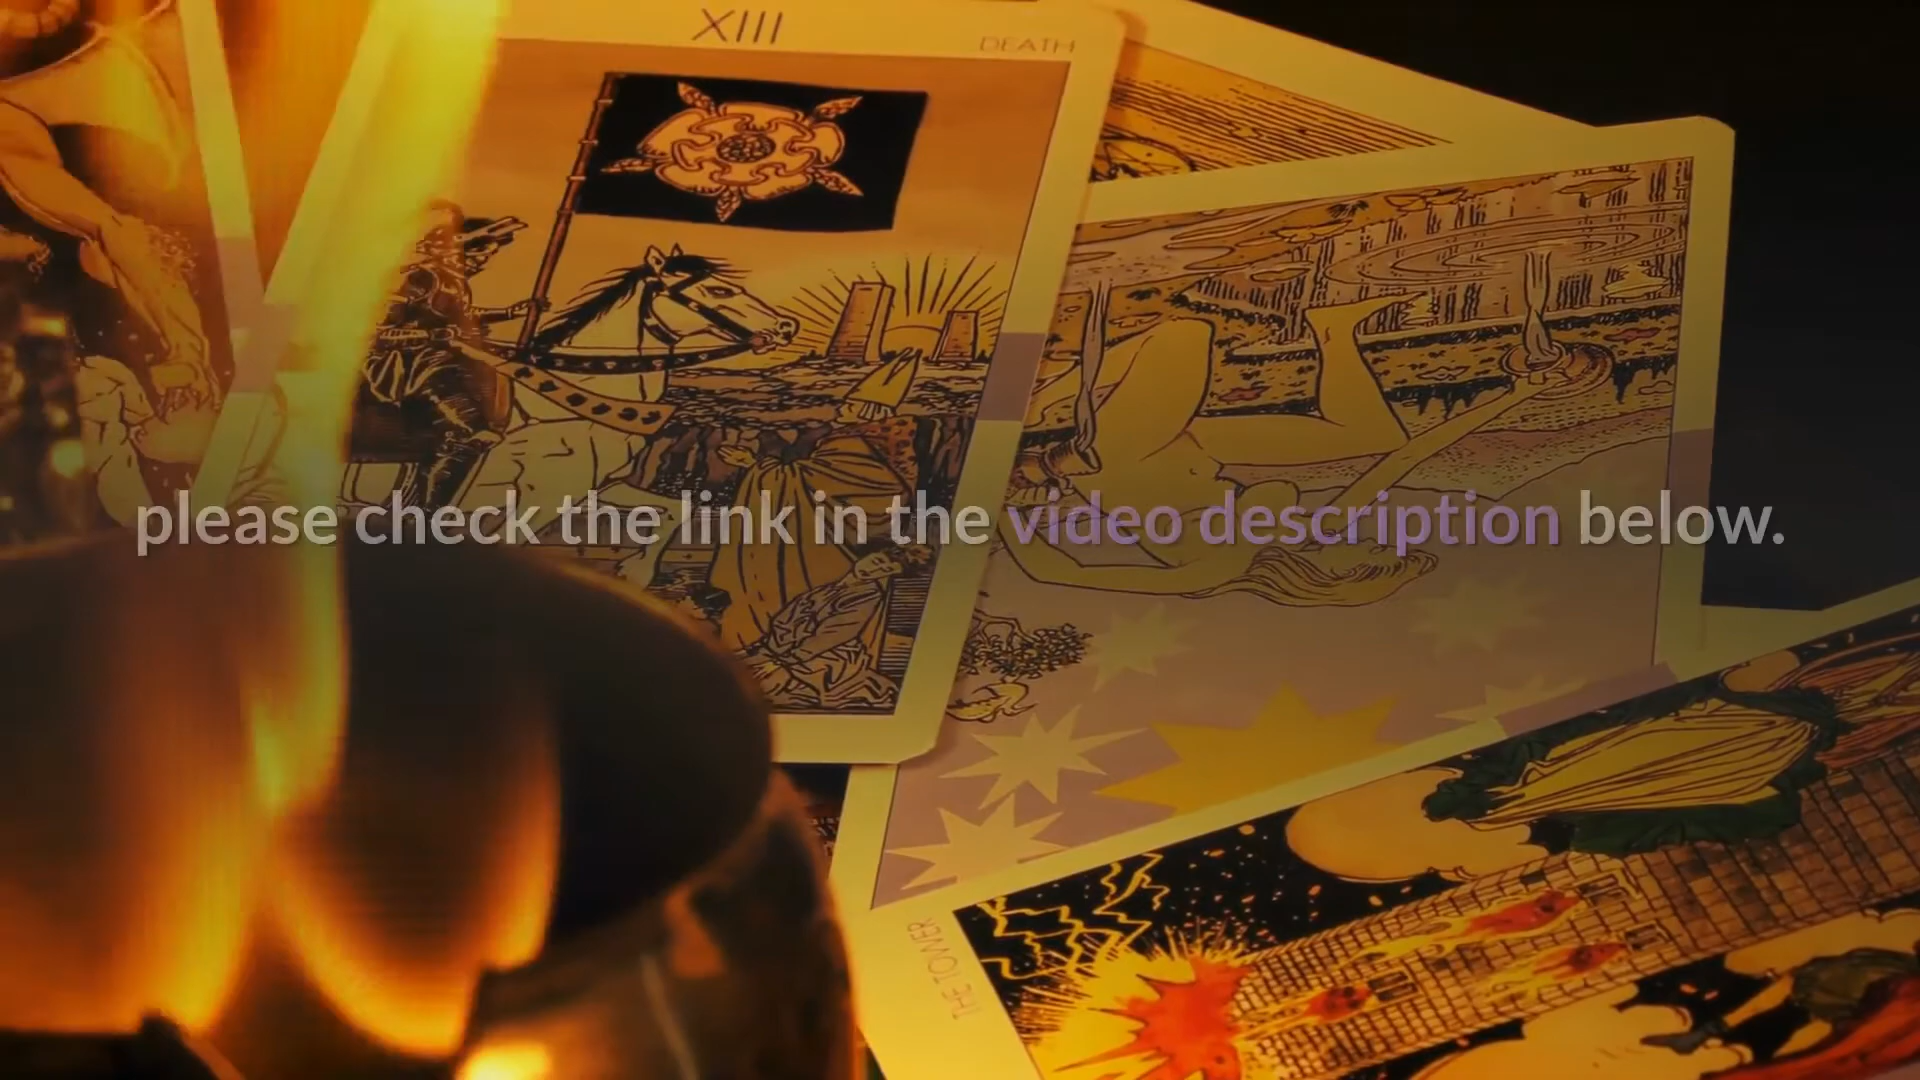 XIII
DEATH
please check the link in the video description below.
THE TOWER